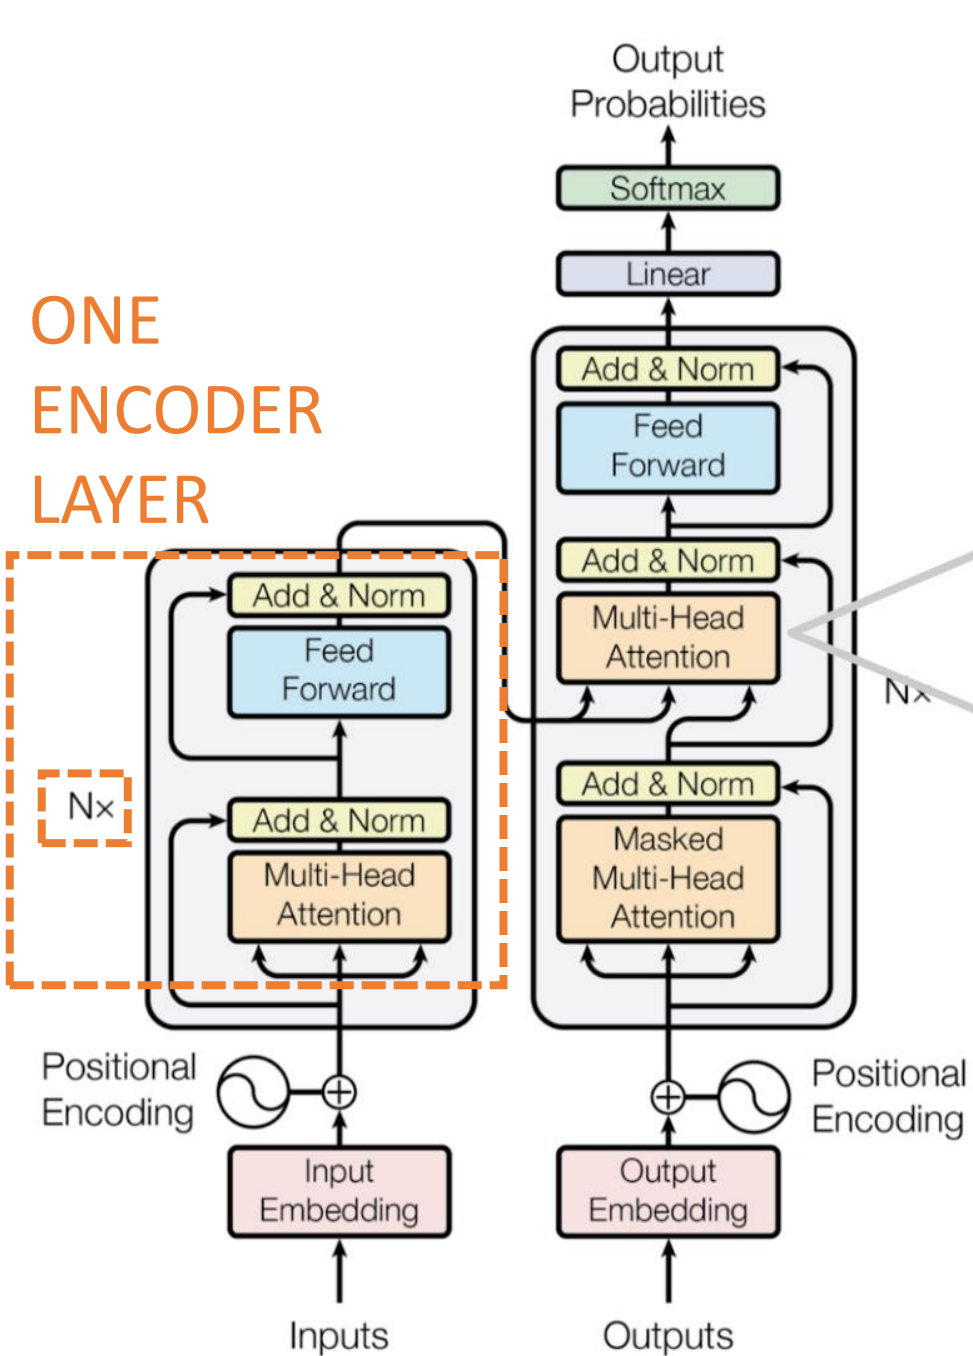 Output
Probabilities
Softmax
Linear
ONE
ENCODER
LAYER
Add & Norm
Feed
Forward
Add & Norm
Multi-Head
Attention
N×
Add & Norm
Masked
Multi-Head
Attention
Add & Norm
Feed
Forward
N×
Add & Norm
Multi-Head
Attention
Positional
Encoding
Positional
Encoding
Input
Embedding
Output
Embedding
Inputs
Outputs